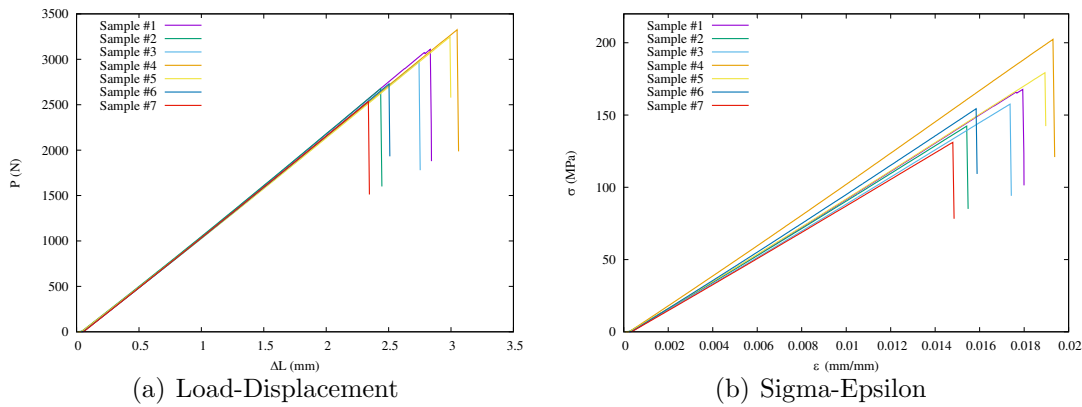 Sample #1
Sample #2
Sample #3
Sample #4
Sample #5
Sample #6
Sample #7
3500
3000
2500
2000
1500
1000
500
0
P (N)
0 0.5 1 1.5 2 2.5 3 3.5
ΔL (mm)
(a) Load-Displacement
Sample #1
Sample #2
Sample #3
Sample #4
Sample #5
Sample #6
Sample #7
200
150
100
50
0
σ (MPa)
0 0.002 0.004 0.006 0.008 0.01 0.012 0.014 0.016 0.018 0.02
ε (mm/mm)
(b) Sigma-Epsilon